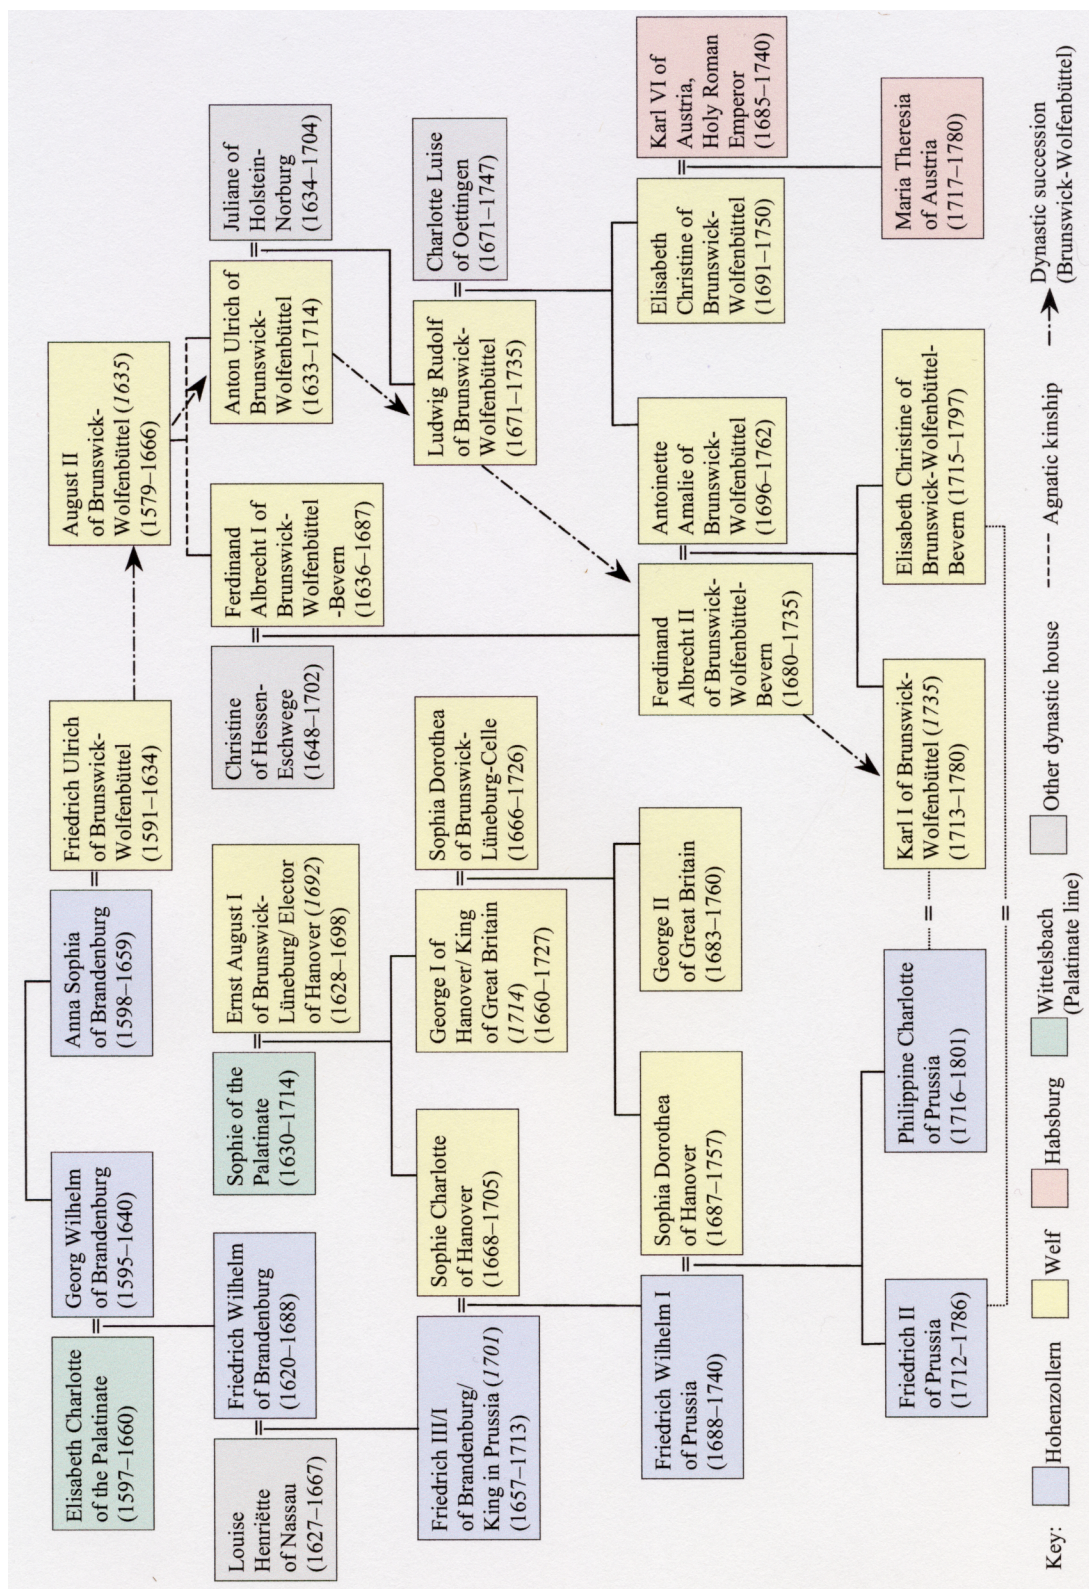 Elisabeth Charlotte
of the Palatinate
(1597–1660)
Georg Wilhelm
of Brandenburg
(1595–1640)
Anna Sophia
of Brandenburg
(1598–1659)
Friedrich Ulrich
of Brunswick-
Wolfenbüttel
(1591–1634)
August II
of Brunswick-
Wolfenbüttel (1635)
(1579–1666)
Louise
Henriëtte
of Nassau
(1627–1667)
Friedrich Wilhelm
of Brandenburg
(1620–1688)
Sophie of the
Palatinate
(1630–1714)
Ernst August I
of Brunswick-
Lüneburg/ Elector
of Hanover (1692)
(1628–1698)
Christine
of Hessen-
Eschwege
(1648–1702)
Ferdinand
Albrecht I of
Brunswick-
Wolfenbüttel
-Bevern
(1636–1687)
Anton Ulrich of
Brunswick-
Wolfenbüttel
(1633–1714)
Juliane of
Holstein-
Norburg
(1634–1704)
Friedrich III/I
of Brandenburg/
King in Prussia (1701)
(1657–1713)
Sophie Charlotte
of Hanover
(1668–1705)
George I of
Hanover/ King
of Great Britain
(1714)
(1660–1727)
Sophia Dorothea
of Brunswick-
Lüneburg-Celle
(1666–1726)
Ludwig Rudolf
of Brunswick-
Wolfenbüttel
(1671–1735)
Charlotte Luise
of Oettingen
(1671–1747)
Friedrich Wilhelm I
of Prussia
(1688–1740)
Sophia Dorothea
of Hanover
(1687–1757)
George II
of Great Britain
(1683–1760)
Ferdinand
Albrecht II
of Brunswick-
Wolfenbüttel-
Bevern
(1680–1735)
Antoinette
Amalie of
Brunswick-
Wolfenbüttel
(1696–1762)
Elisabeth
Christine of
Brunswick-
Wolfenbüttel
(1691–1750)
Karl VI of
Austria,
Holy Roman
Emperor
(1685–1740)
Friedrich II
of Prussia
(1712–1786)
Philippine Charlotte
of Prussia
(1716–1801)
Karl I of Brunswick-
Wolfenbüttel (1735)
(1713–1780)
Elisabeth Christine of
Brunswick-Wolfenbüttel-
Bevern (1715–1797)
Maria Theresia
of Austria
(1717–1780)
Key:
Hohenzollern
Welf
Habsburg
Wittelsbach
(Palatinate line)
Other dynastic house
Agnatic kinship
Dynastic succession
(Brunswick-Wolfenbüttel)